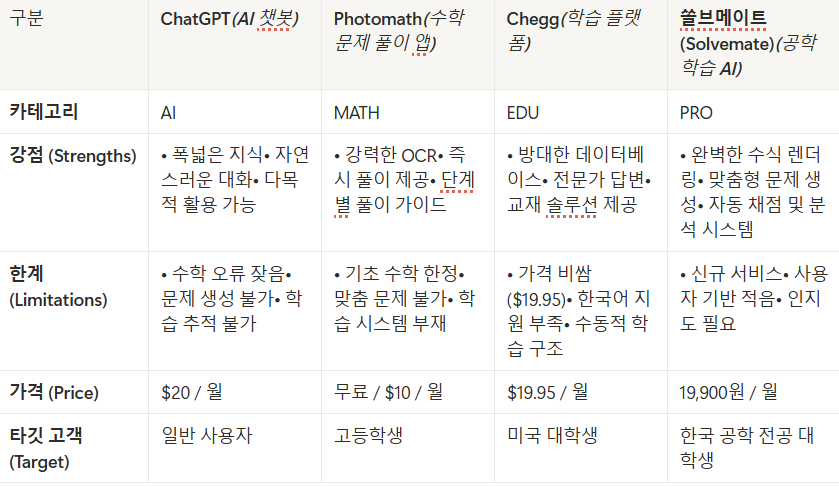 구분
ChatGPT(AI 챗봇)
Photomath(수학
문제 풀이 앱)
Chegg(학습 플랫
폼)
쏠브메이트
(Solvemate)(공학
학습 AI)
카테고리
AI
MATH
EDU
PRO
강점 (Strengths)
• 폭넓은 지식• 자연
스러운 대화• 다목
적 활용 가능
• 강력한 OCR• 즉
시 풀이 제공• 단계
별 풀이 가이드
• 방대한 데이터베
이스• 전문가 답변•
교재 솔루션 제공
• 완벽한 수식 렌더
링• 맞춤형 문제 생
성• 자동 채점 및 분
석 시스템
한계
(Limitations)
• 수학 오류 잦음•
문제 생성 불가• 학
습 추적 불가
• 기초 수학 한정•
맞춤 문제 불가• 학
습 시스템 부재
• 가격 비쌈
($19.95)• 한국어 지
원 부족• 수동적 학
습 구조
• 신규 서비스• 사용
자 기반 적음• 인지
도 필요
가격 (Price)
$20 / 월
무료 / $10 / 월
$19.95 / 월
19,900원 / 월
타깃 고객
(Target)
일반 사용자
고등학생
미국 대학생
한국 공학 전공 대
학생